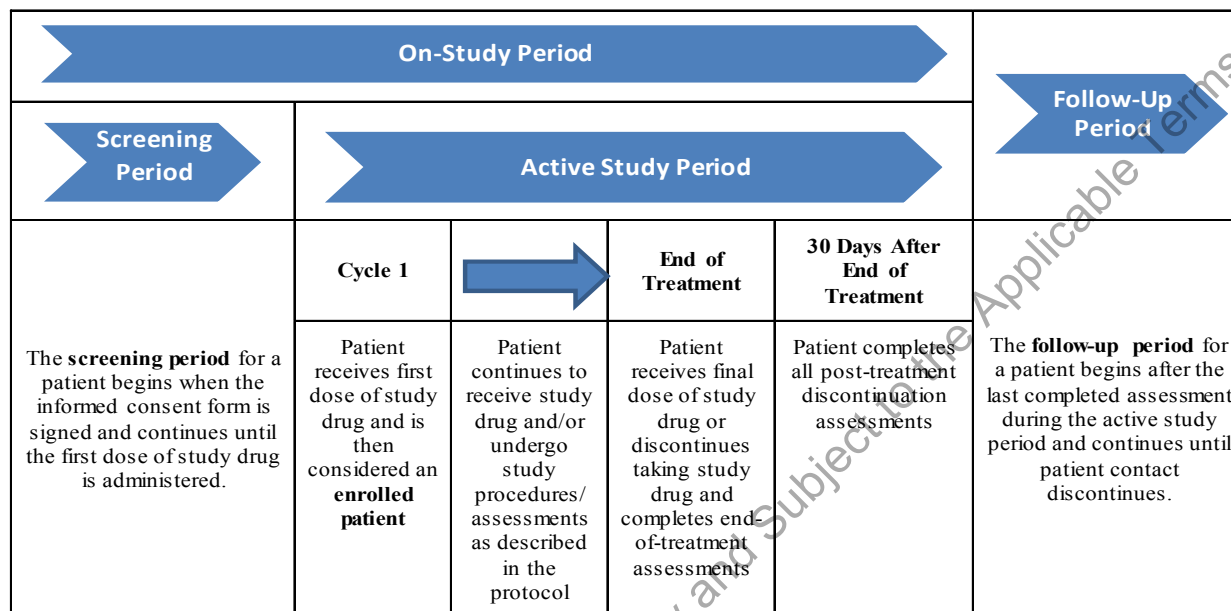 On-Study Period
Follow-Up
Period
Screening
Period
Active Study Period
Cycle 1
End of
Treatment
30 Days After
End of
Treatment
The screening period for a
patient begins when the
informed consent form is
signed and continues until
the first dose of study drug
is administered.
Patient
receives first
dose of study
drug and is
then
considered an
enrolled
patient
Patient
continues to
receive study
drug and/or
undergo
study
procedures/
assessments
as described
in the
protocol
Patient
receives final
dose of study
drug or
discontinues
taking study
drug and
completes end-
of-treatment
assessments
Patient completes
all post-treatment
discontinuation
assessments
The follow-up period for
a patient begins after the
last completed assessment
during the active study
period and continues until
patient contact
discontinues.
and Subject to the Applicable Terms